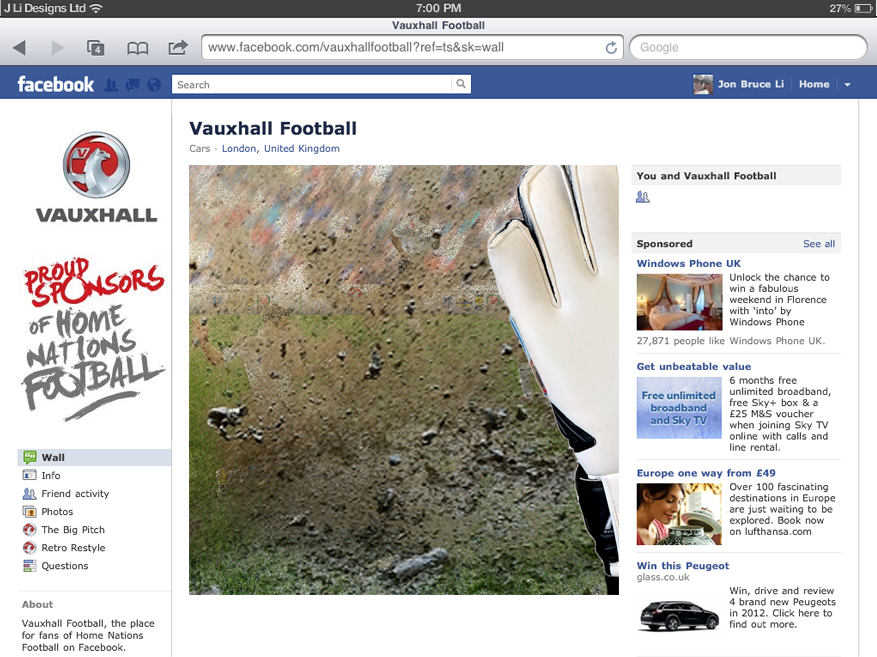 J Li Designs Ltd 7:00 PM 27%
Vauxhall Football
4 www.facebook.com/vauxhallfootball?ref=ts&sk=wall Google
facebook Search Jon Bruce Li Home
V
VAUXHALL
PROUD
SPONSORS
OF HOME
NATIONS
FOOTBALL
Wall
Info
Friend activity
Photos
The Big Pitch
Retro Restyle
Questions
About
Vauxhall Football, the place
for fans of Home Nations
Football on Facebook.
Vauxhall Football
Cars · London, United Kingdom
You and Vauxhall Football
Sponsored See all
Windows Phone UK
Unlock the chance to
win a fabulous
weekend in Florence
with 'into' by
Windows Phone
27,871 people like Windows Phone UK.
Get unbeatable value
Free unlimited
broadband
and Sky TV
6 months free
unlimited broadband,
free Sky+ box & a
£25 M&S voucher
when joining Sky TV
online with calls and
line rental.
Europe one way from £49
Over 100 fascinating
destinations in Europe
are just waiting to be
explored. Book now
on lufthansa.com
Win this Peugeot
glass.co.uk
Win, drive and review
4 brand new Peugeots
in 2012. Click here to
find out more.